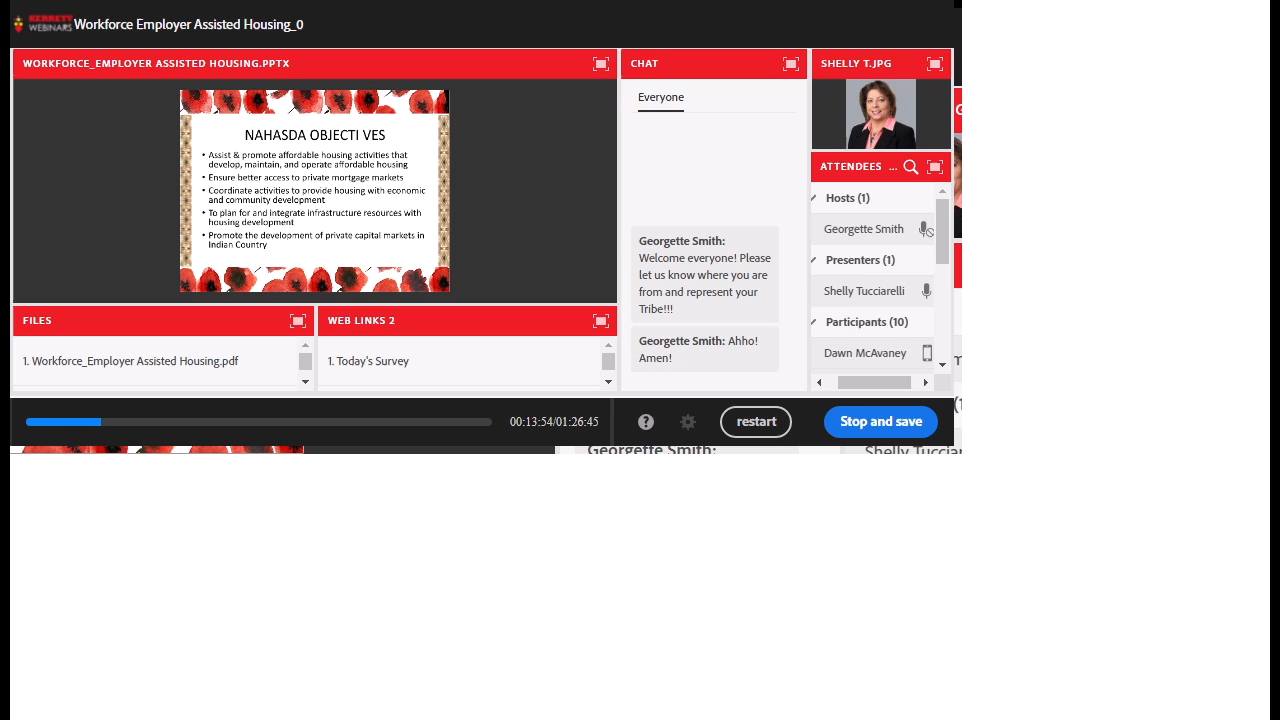 KERRETT
WEBINARS
Workforce Employer Assisted Housing_0
WORKFORCE_EMPLOYER ASSISTED HOUSING.PPTX
NAHASDA OBJECTI VES
• Assist & promote affordable housing activities that
develop, maintain, and operate affordable housing
• Ensure better access to private mortgage markets
• Coordinate activities to provide housing with economic
and community development
• To plan for and integrate infrastructure resources with
housing development
• Promote the development of private capital markets in
Indian Country
FILES
1. Workforce_Employer Assisted Housing.pdf
WEB LINKS 2
1. Today's Survey
CHAT
Everyone
Georgette Smith:
Welcome everyone! Please
let us know where you are
from and represent your
Tribe!!!
Georgette Smith: Ahho!
Amen!
SHELLY T.JPG
ATTENDEES ...
Hosts (1)
Georgette Smith
Presenters (1)
Shelly Tucciarelli
Participants (10)
Dawn McAvaney
00:13:54/01:26:45
restart
Stop and save
Georgette Smith:
Shelly Tucciar